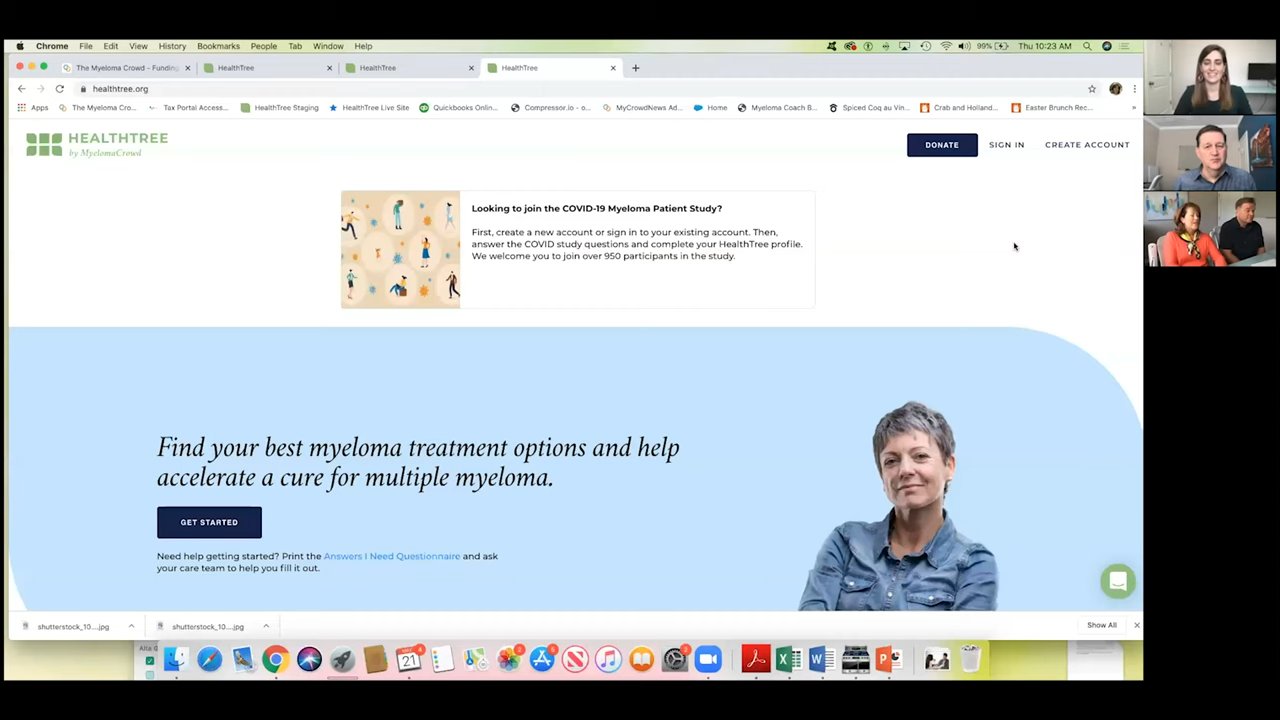 Chrome File Edit View History Bookmarks People Tab Window Help
99% Thu 10:23 AM
The Myeloma Crowd - Funding
HealthTree
HealthTree
HealthTree
healthtree.org
Apps
The Myeloma Cro...
Tax Portal Access...
HealthTree Staging
HealthTree Live Site
Quickbooks Onlin...
Compressor.io - o...
MyCrowdNews Ad...
Home
Myeloma Coach B...
Spiced Coq au Vin...
Crab and Holland...
Easter Brunch Rec...
HEALTHTREE
by MyelomaCrowd
DONATE
SIGN IN
CREATE ACCOUNT
Looking to join the COVID-19 Myeloma Patient Study?
First, create a new account or sign in to your existing account. Then,
answer the COVID study questions and complete your HealthTree profile.
We welcome you to join over 950 participants in the study.
Find your best myeloma treatment options and help
accelerate a cure for multiple myeloma.
GET STARTED
Need help getting started? Print the Answers I Need Questionnaire and ask
your care team to help you fill it out.
shutterstock_10....jpg
shutterstock_10....jpg
Show All